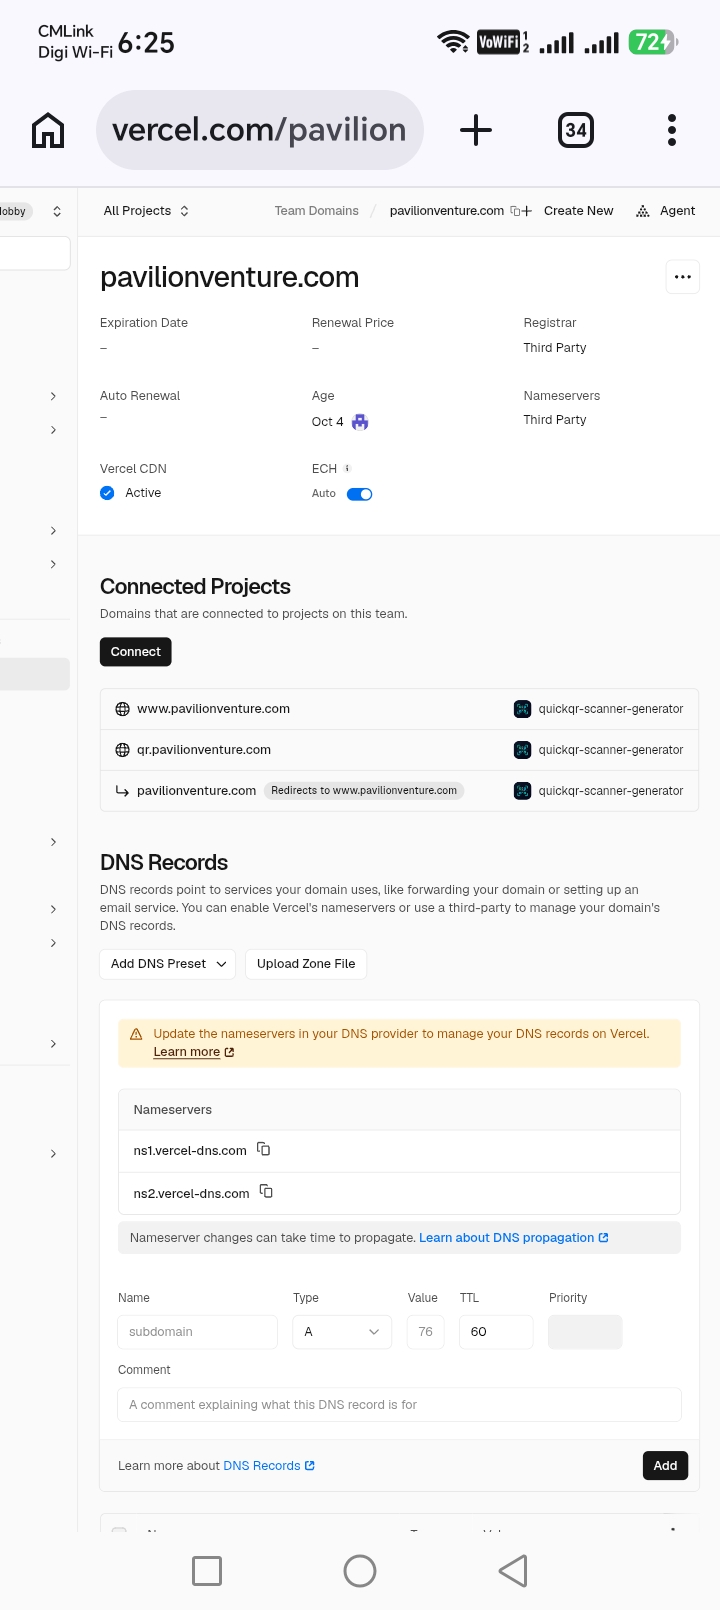 CMLink
Digi Wi-Fi 6:25
VoWiFi 1 2
72
vercel.com/pavilion
34
Hobby
All Projects
Team Domains / pavilionventure.com
Create New
Agent
pavilionventure.com
Expiration Date Renewal Price Registrar
– – Third Party
Auto Renewal Age Nameservers
– Oct 4 Third Party
Vercel CDN ECH
Active Auto
Connected Projects
Domains that are connected to projects on this team.
Connect
www.pavilionventure.com quickqr-scanner-generator
qr.pavilionventure.com quickqr-scanner-generator
pavilionventure.com Redirects to www.pavilionventure.com quickqr-scanner-generator
DNS Records
DNS records point to services your domain uses, like forwarding your domain or setting up an
email service. You can enable Vercel's nameservers or use a third-party to manage your domain's
DNS records.
Add DNS Preset Upload Zone File
Update the nameservers in your DNS provider to manage your DNS records on Vercel.
Learn more
Nameservers
ns1.vercel-dns.com
ns2.vercel-dns.com
Nameserver changes can take time to propagate. Learn about DNS propagation
Name Type Value TTL Priority
subdomain A 76 60
Comment
A comment explaining what this DNS record is for
Learn more about DNS Records
Add